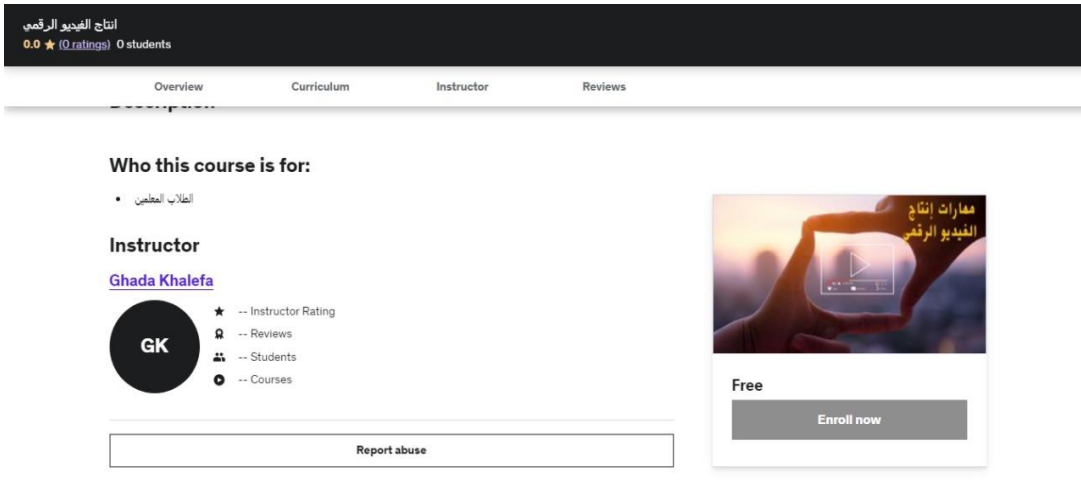 انتاج الفيديو الرقمي
0.0 ★ (0 ratings) 0 students
Overview Curriculum Instructor Reviews
Description
Who this course is for:
• الطلاب المعلمين
Instructor
Ghada Khalefa
GK
-- Instructor Rating
-- Reviews
-- Students
-- Courses
Report abuse
مهارات إنتاج
الفيديو الرقمي
Free
Enroll now